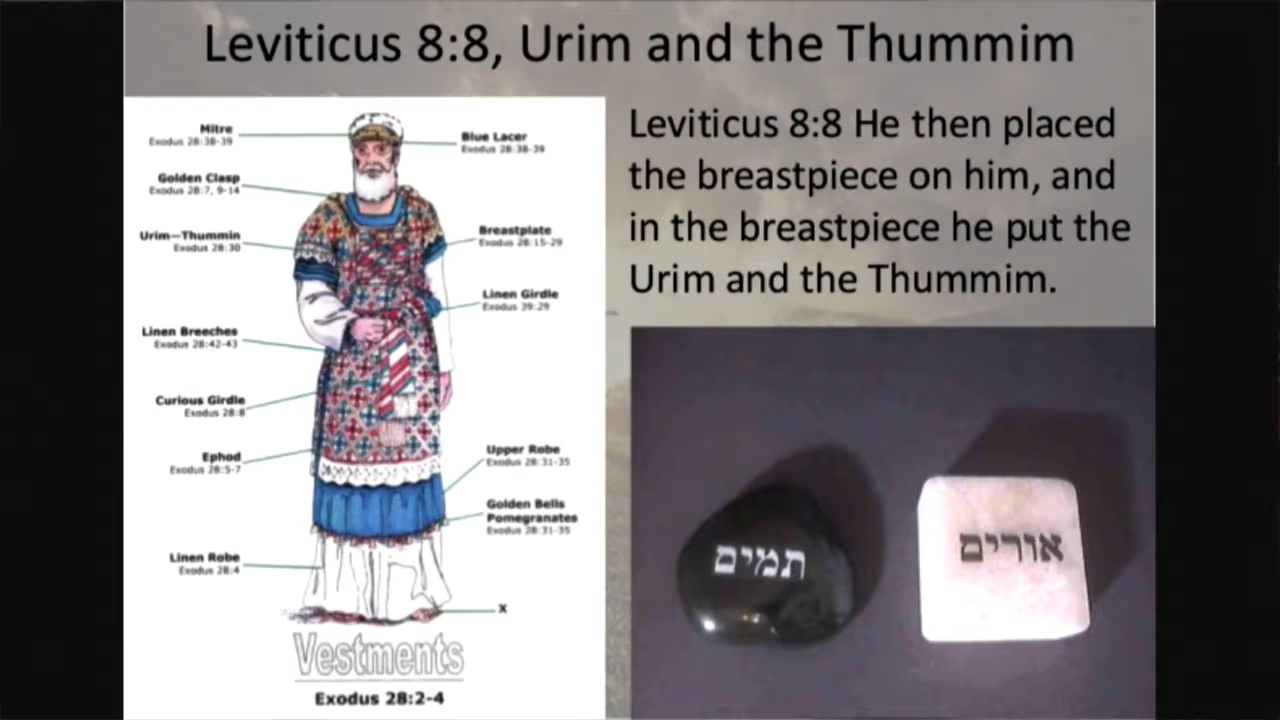 Leviticus 8:8, Urim and the Thummim
Mitre
Exodus 28:38-39
Golden Clasp
Exodus 28:7, 9-14
Urim—Thummin
Exodus 28:30
Linen Breeches
Exodus 28:42-43
Curious Girdle
Exodus 28:8
Ephod
Exodus 28:5-7
Linen Robe
Exodus 28:4
Blue Lacer
Exodus 28:38-39
Breastplate
Exodus 28:15-29
Linen Girdle
Exodus 39:29
Upper Robe
Exodus 28:31-35
Golden Bells
Pomegranates
Exodus 28:31-35
X
Vestments
Exodus 28:2-4
Leviticus 8:8 He then placed
the breastpiece on him, and
in the breastpiece he put the
Urim and the Thummim.
תמים
אורים